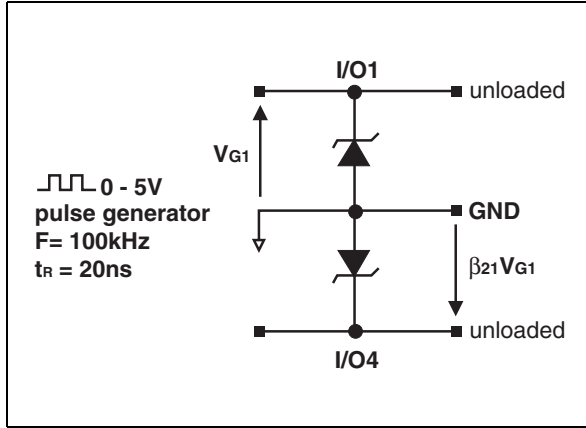 I/O1
unloaded
VG1
0 - 5V
pulse generator
F= 100kHz
tR = 20ns
GND
β21VG1
unloaded
I/O4